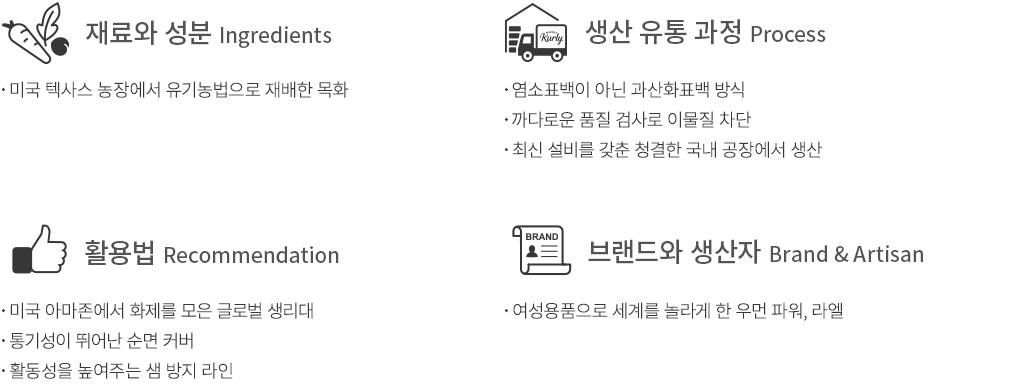 재료와 성분 Ingredients
· 미국 텍사스 농장에서 유기농법으로 재배한 목화
Kurly
생산 유통 과정 Process
· 염소표백이 아닌 과산화표백 방식
· 까다로운 품질 검사로 이물질 차단
· 최신 설비를 갖춘 청결한 국내 공장에서 생산
활용법 Recommendation
· 미국 아마존에서 화제를 모은 글로벌 생리대
· 통기성이 뛰어난 순면 커버
· 활동성을 높여주는 샘 방지 라인
BRAND
브랜드와 생산자 Brand & Artisan
· 여성용품으로 세계를 놀라게 한 우먼 파워, 라엘